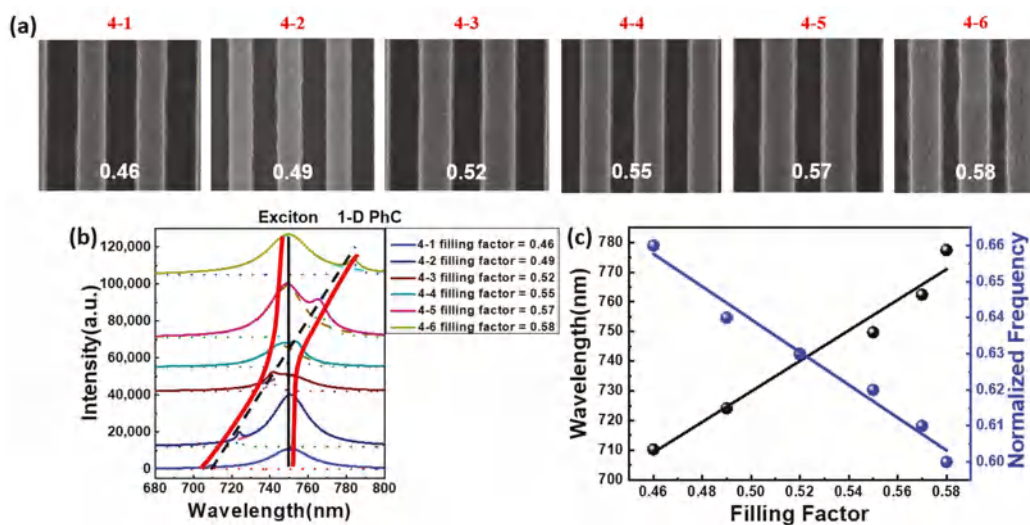 4-1 4-2 4-3 4-4 4-5 4-6
(a)
0.46 0.49 0.52 0.55 0.57 0.58
Exciton 1-D PhC
(b)
120,000
100,000
80,000
60,000
40,000
20,000
0
Intensity(a.u.)
680 700 720 740 760 780 800
Wavelength(nm)
4-1 filling factor = 0.46
4-2 filling factor = 0.49
4-3 filling factor = 0.52
4-4 filling factor = 0.55
4-5 filling factor = 0.57
4-6 filling factor = 0.58
(c)
780
770
760
750
740
730
720
710
700
Wavelength(nm)
0.46 0.48 0.50 0.52 0.54 0.56 0.58
Filling Factor
0.66
0.65
0.64
0.63
0.62
0.61
0.60
Normalized Frequency